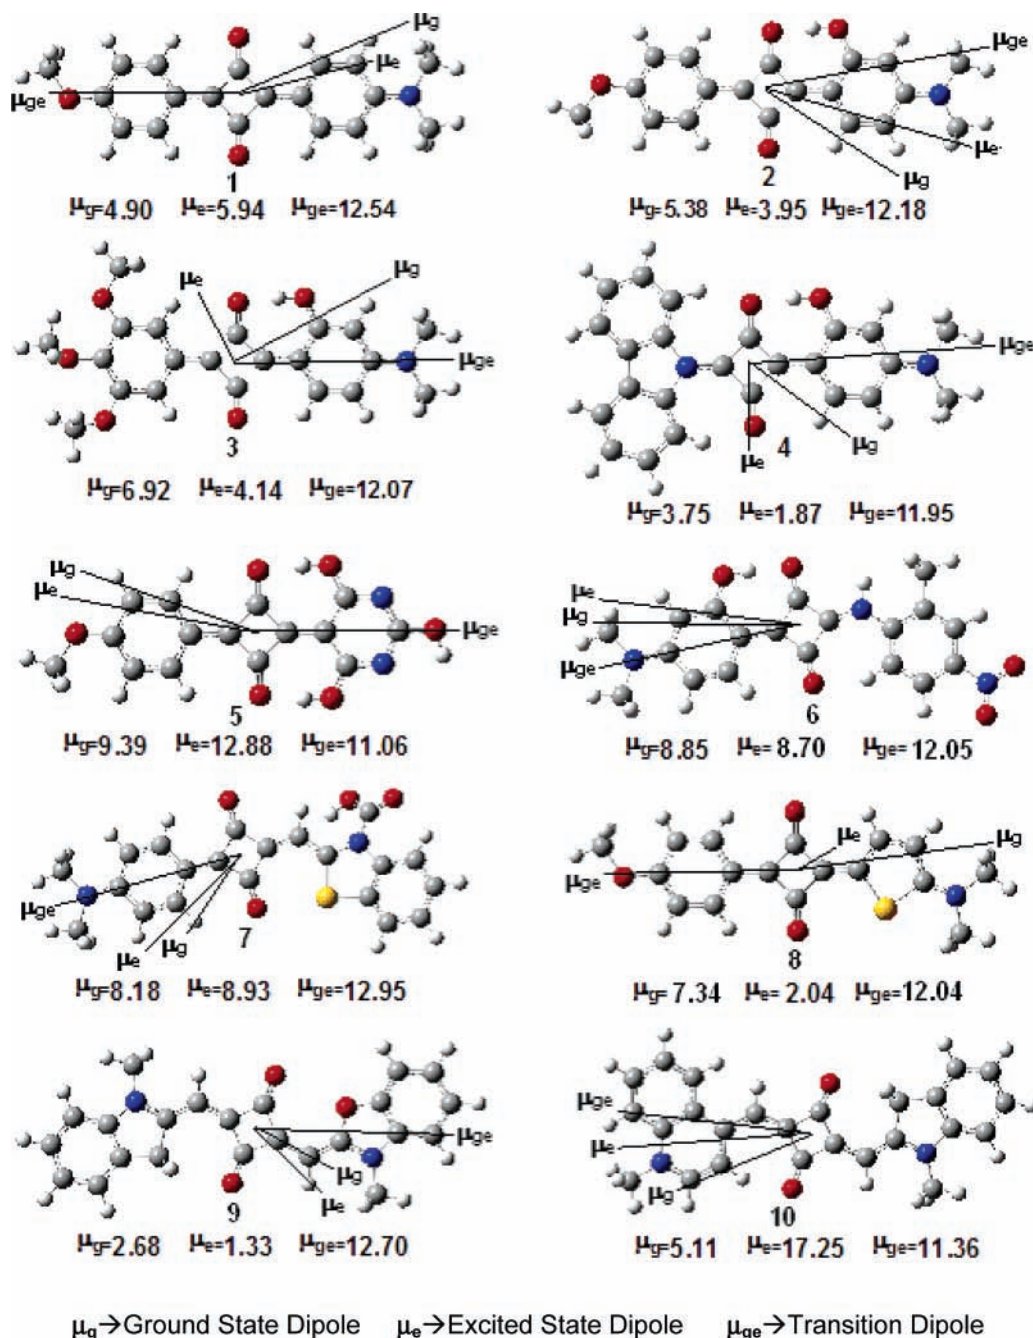 μg
μe
μge
1
μg=4.90 μe=5.94 μge=12.54
μge
μe
μg
2
μg=5.38 μe=3.95 μge=12.18
μe
μg
μge
3
μg=6.92 μe=4.14 μge=12.07
μge
μg
μe
4
μg=3.75 μe=1.87 μge=11.95
μg
μe
μge
5
μg=9.39 μe=12.88 μge=11.06
μe
μg
μge
6
μg=8.85 μe=8.70 μge=12.05
μge
μe
μg
7
μg=8.18 μe=8.93 μge=12.95
μe
μg
μge
8
μg=7.34 μe=2.04 μge=12.04
μge
μg
μe
9
μg=2.68 μe=1.33 μge=12.70
μge
μe
μg
10
μg=5.11 μe=17.25 μge=11.36
μg→Ground State Dipole μe→Excited State Dipole μge→Transition Dipole